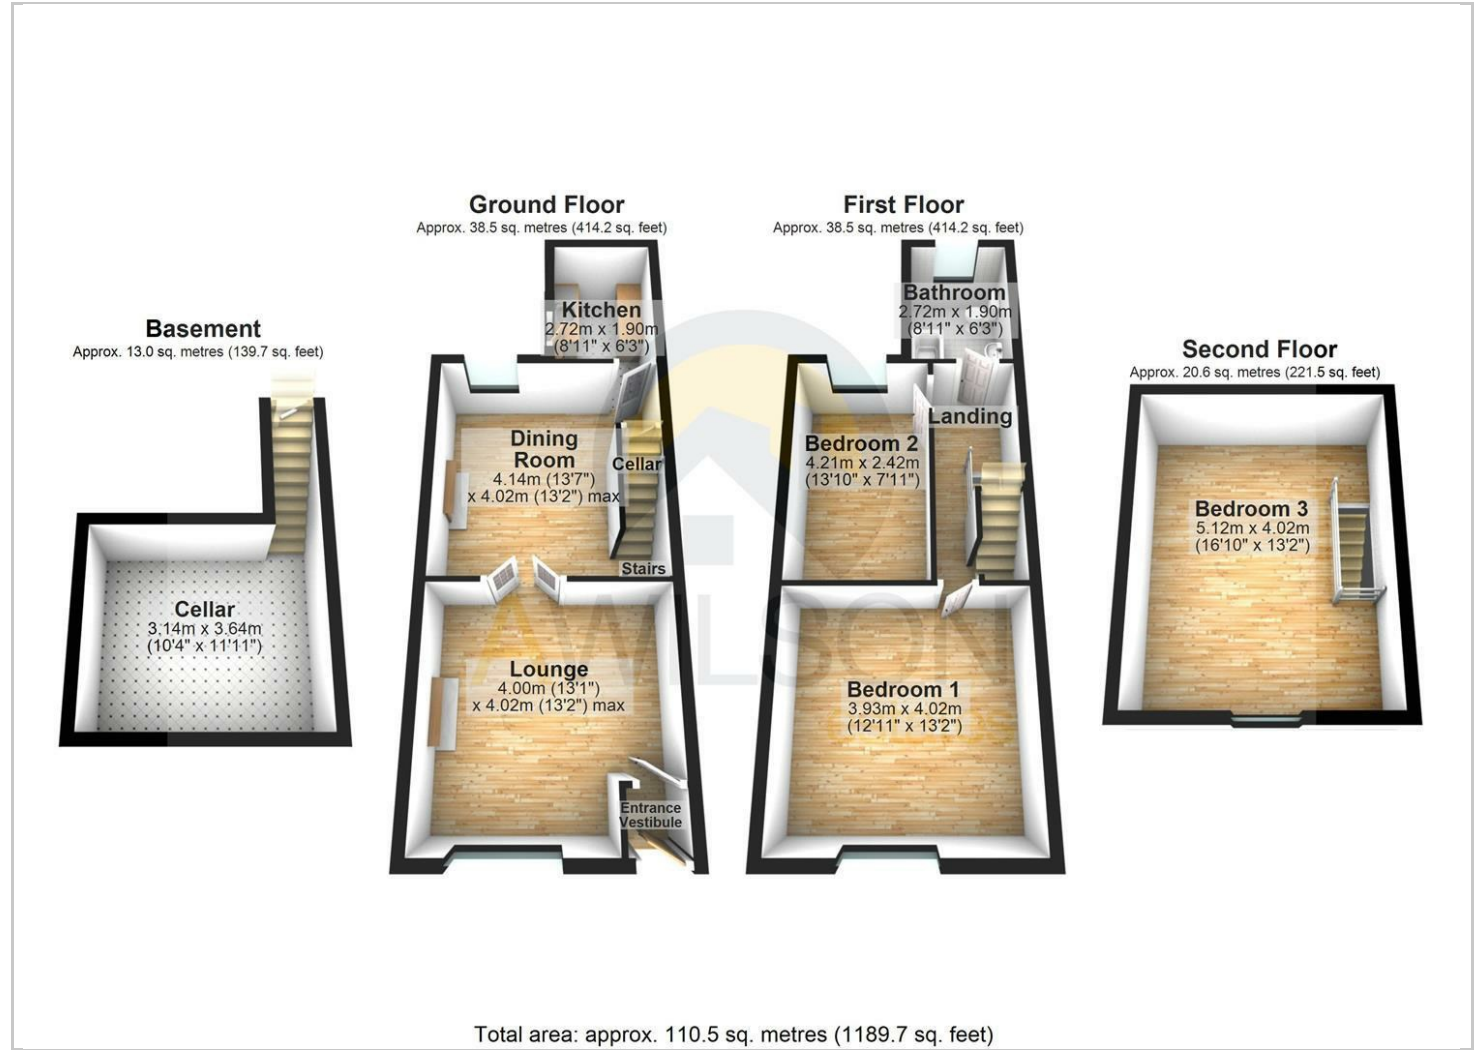 Basement
Approx. 13.0 sq. metres (139.7 sq. feet)
Cellar
3.14m x 3.64m
(10'4" x 11'11")
Ground Floor
Approx. 38.5 sq. metres (414.2 sq. feet)
Kitchen
2.72m x 1.90m
(8'11" x 6'3")
Dining
Room
4.14m (13'7")
x 4.02m (13'2") max
Cellar
Stairs
Lounge
4.00m (13'1")
x 4.02m (13'2") max
Entrance
Vestibule
First Floor
Approx. 38.5 sq. metres (414.2 sq. feet)
Bathroom
2.72m x 1.90m
(8'11" x 6'3")
Landing
Bedroom 2
4.21m x 2.42m
(13'10" x 7'11")
Bedroom 1
3.93m x 4.02m
(12'11" x 13'2")
Second Floor
Approx. 20.6 sq. metres (221.5 sq. feet)
Bedroom 3
5.12m x 4.02m
(16'10" x 13'2")
AWILSON
Total area: approx. 110.5 sq. metres (1189.7 sq. feet)